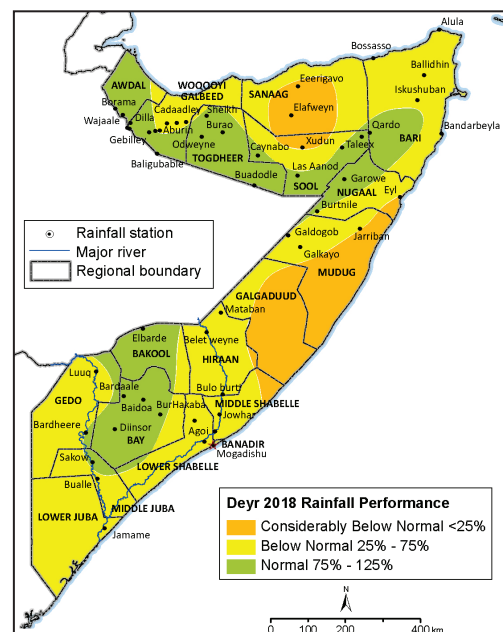 Alula
Bossasso
Ballidhin
AWDAL
WOQOOYI
GALBEED
Eeerigavo
SANAAG
Iskushuban
Borama
Cadaadley
Sheikh
Elafweyn
Wajaale
Dilla
Aburin
Burao
Qardo
Gebilley
Odweyne
Xudun
BARI
Bandarbeyla
Caynabo
Taleex
Baligubable
TOGDHEER
Las Aanod
Buadodle
SOOL
Garowe
NUGAAL
Eyl
Burtnile
Rainfall station
Major river
Regional boundary
Galdogob
Jarriban
Galkayo
MUDUG
GALGADUUD
Mataban
Elbarde
Belet weyne
BAKOOL
HIRAAN
Luuq
Bardaale
Bulo burti
GEDO
Baidoa
BurHakaba
MIDDLE SHABELLE
Jowhar
Bardheere
Diinsor
Agoi
BAY
BANADIR
Mogadishu
Sakow
LOWER SHABELLE
Bualle
LOWER JUBA
MIDDLE JUBA
Jamame
Deyr 2018 Rainfall Performance
Considerably Below Normal <25%
Below Normal 25% - 75%
Normal 75% - 125%
N
0 100 200 400 km